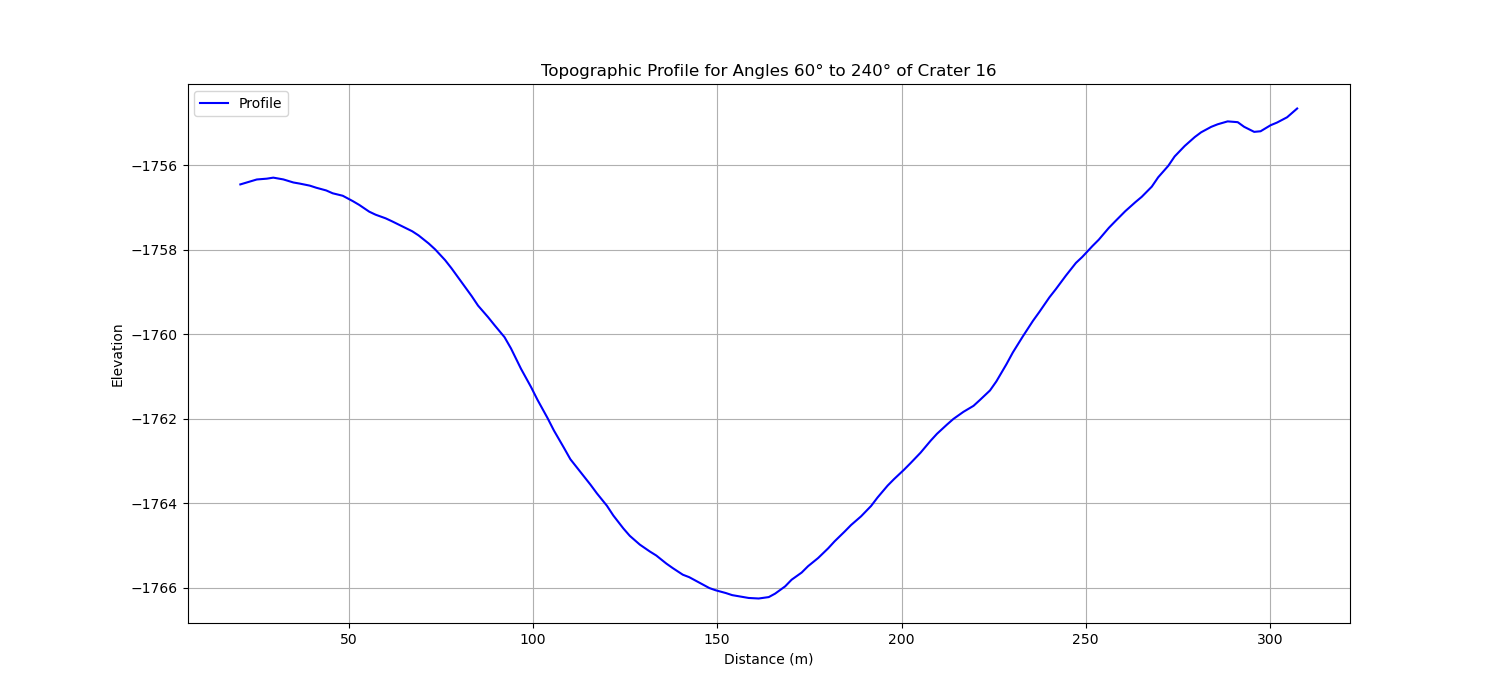 Topographic Profile for Angles 60° to 240° of Crater 16
Profile
Elevation
−1756
−1758
−1760
−1762
−1764
−1766
50 100 150 200 250 300
Distance (m)